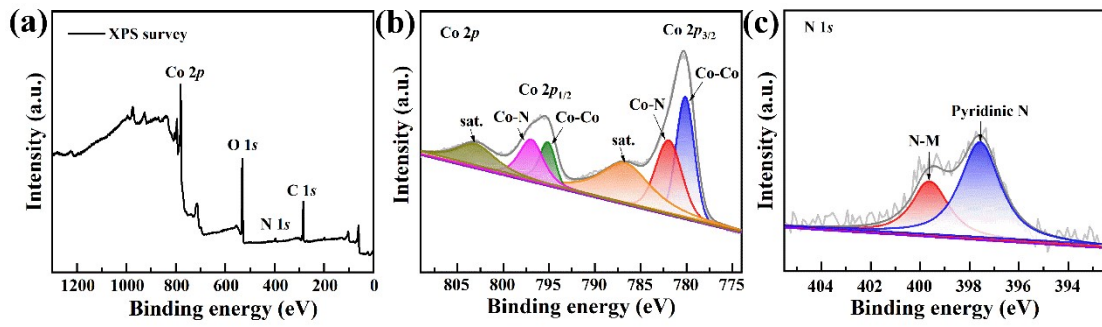 (a)
XPS survey
Co 2p
O 1s
C 1s
N 1s
Intensity (a.u.)
1200 1000 800 600 400 200 0
Binding energy (eV)
(b)
Co 2p
Co 2p3/2
Co-Co
Co 2p1/2
Co-N
Co-N
Co-Co
sat.
sat.
Intensity (a.u.)
805 800 795 790 785 780 775
Binding energy (eV)
(c)
N 1s
Pyridinic N
N-M
Intensity (a.u.)
404 402 400 398 396 394
Binding energy (eV)